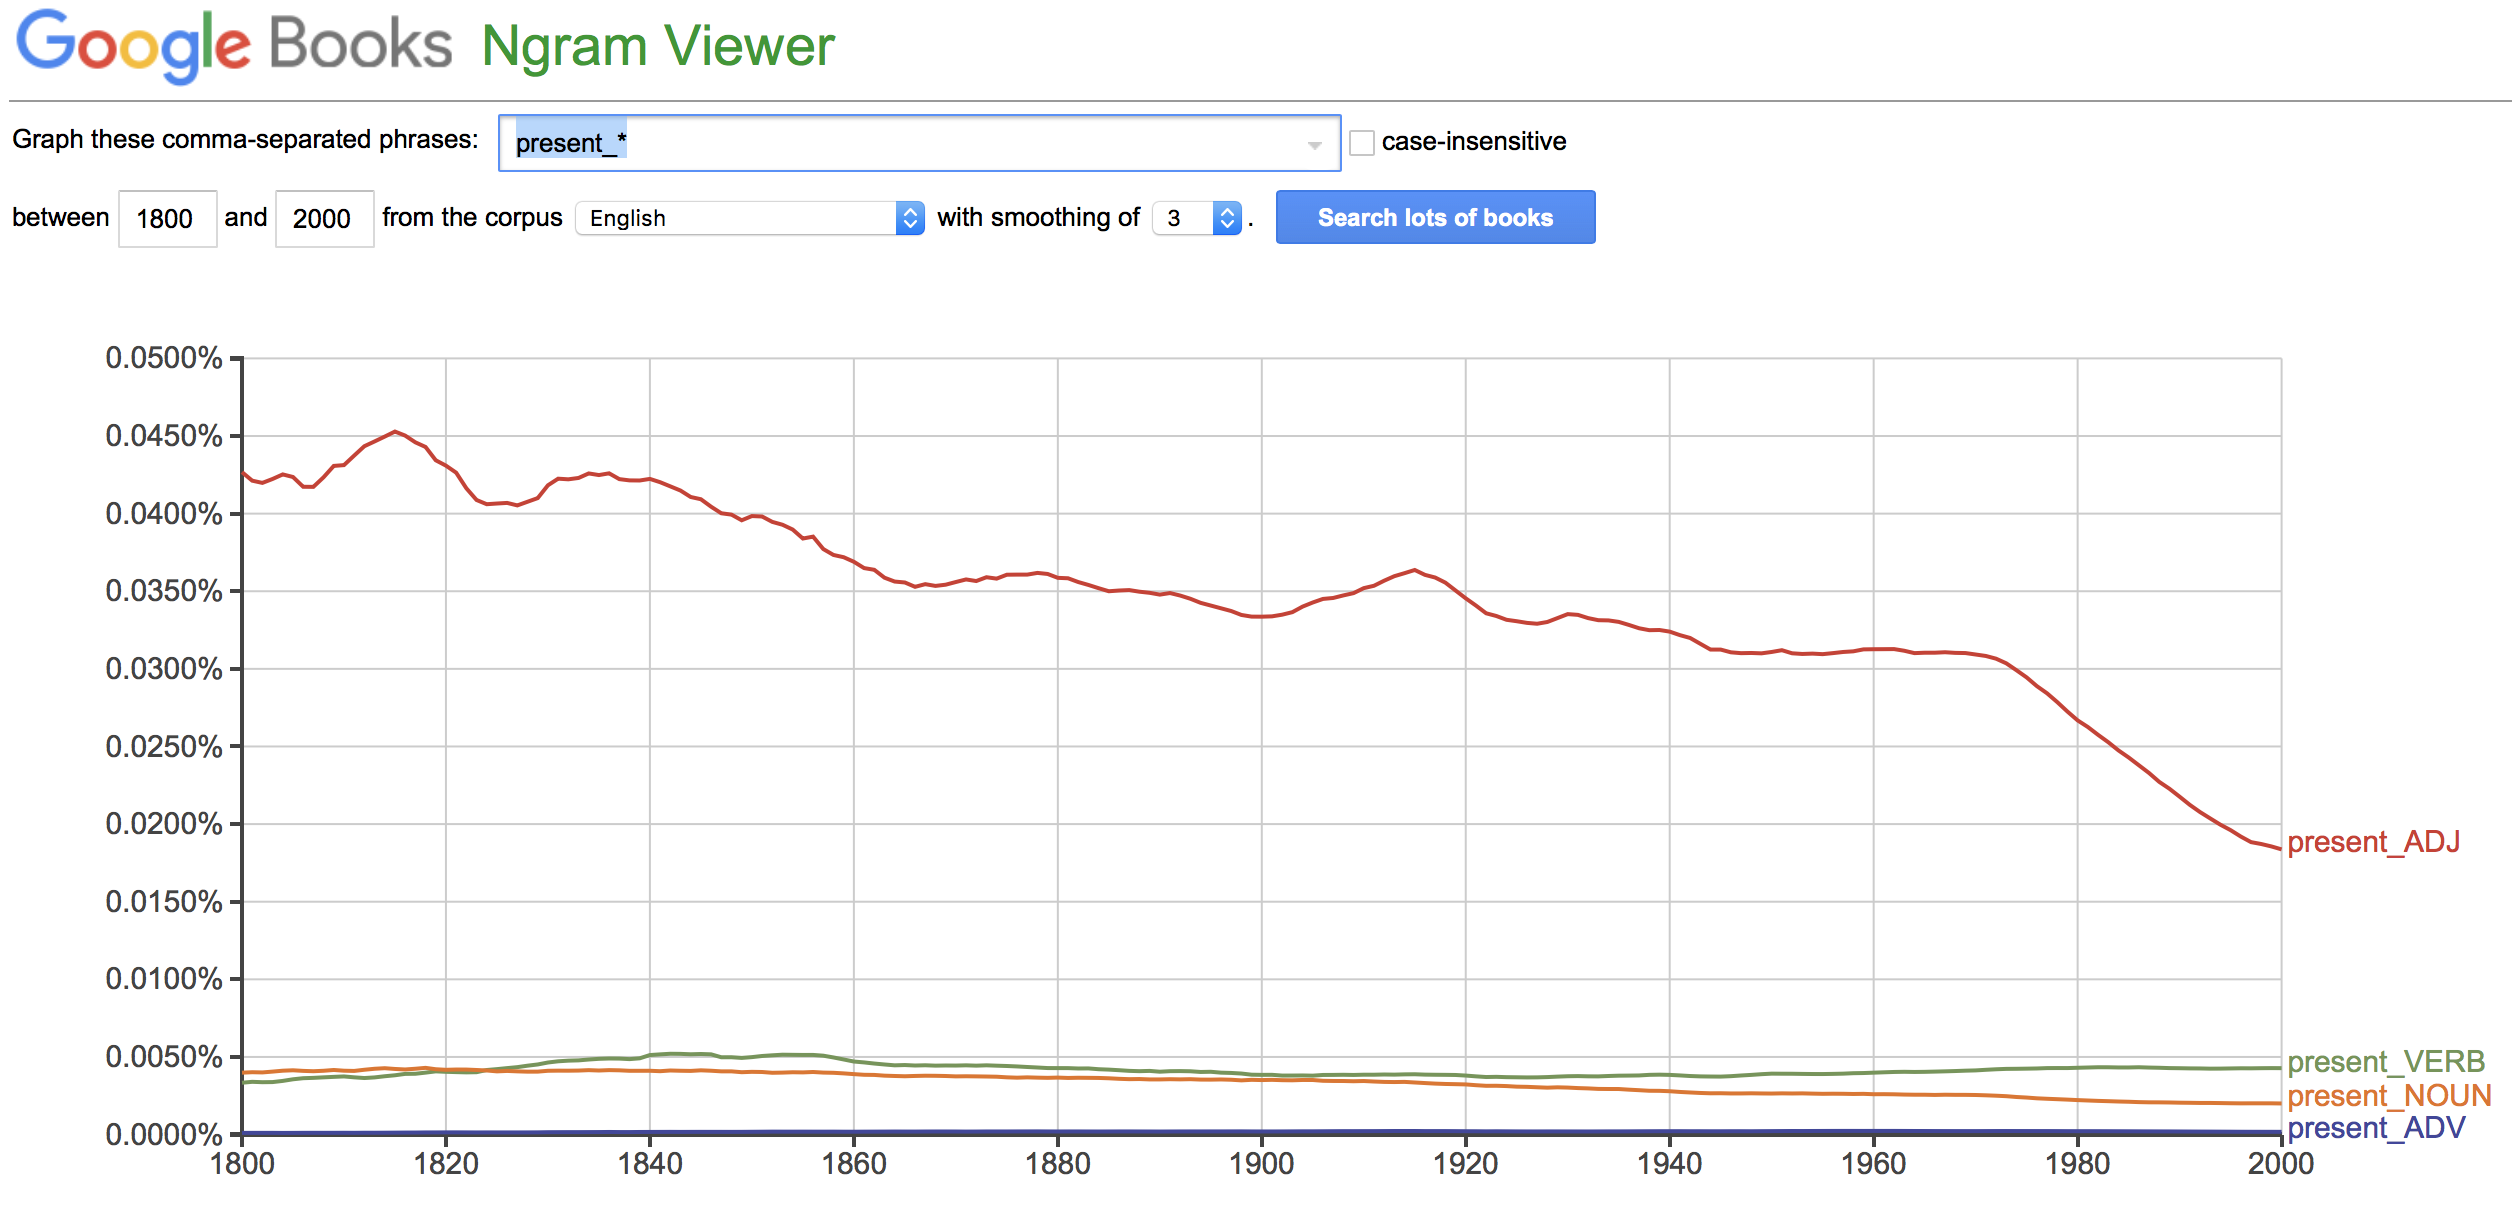 Google Books Ngram Viewer
Graph these comma-separated phrases: present_* case-insensitive
between 1800 and 2000 from the corpus English with smoothing of 3 . Search lots of books
0.0500%
0.0450%
0.0400%
0.0350%
0.0300%
0.0250%
0.0200%
present_ADJ
0.0150%
0.0100%
0.0050%
present_VERB
present_NOUN
present_ADV
0.0000%
1800 1820 1840 1860 1880 1900 1920 1940 1960 1980 2000